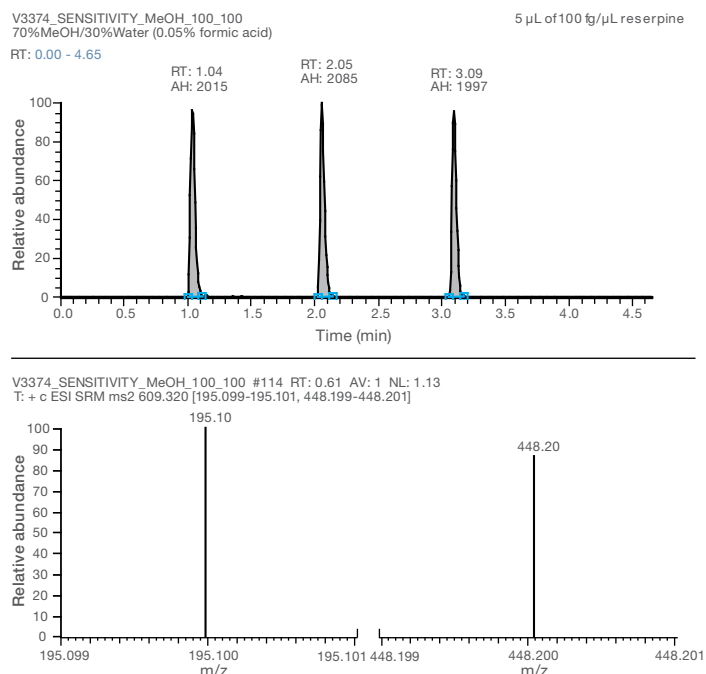 V3374_SENSITIVITY_MeOH_100_100
5 µL of 100 fg/µL reserpine
70%MeOH/30%Water (0.05% formic acid)
RT: 0.00 - 4.65
RT: 1.04
AH: 2015
RT: 2.05
AH: 2085
RT: 3.09
AH: 1997
Relative abundance
100
80
60
40
20
0
0.0 0.5 1.0 1.5 2.0 2.5 3.0 3.5 4.0 4.5
Time (min)
V3374_SENSITIVITY_MeOH_100_100 #114 RT: 0.61 AV: 1 NL: 1.13
T: + c ESI SRM ms2 609.320 [195.099-195.101, 448.199-448.201]
195.10
448.20
Relative abundance
100
90
80
70
60
50
40
30
20
10
0
195.099 195.100 195.101 448.199 448.200 448.201
m/z m/z